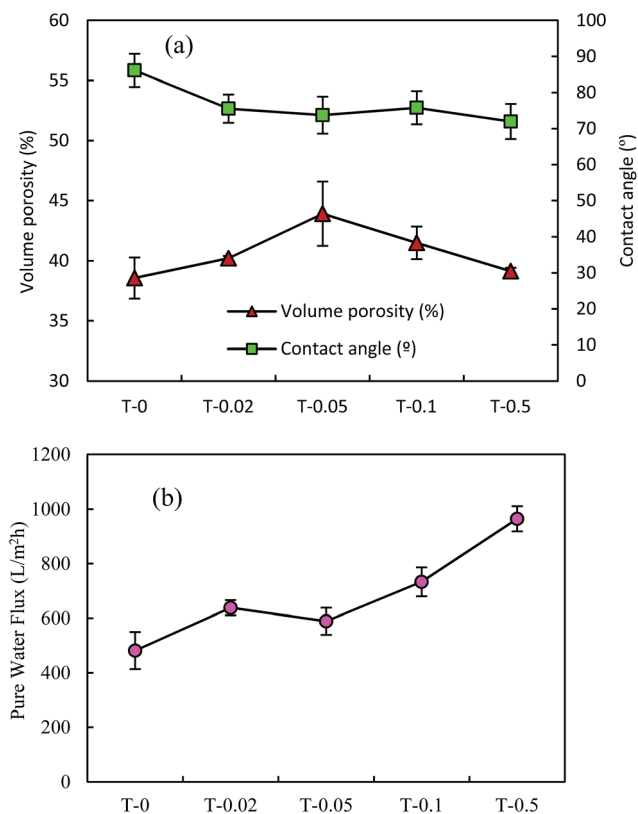 (a)
60
55
50
45
40
35
30
Volume porosity (%)
100
90
80
70
60
50
40
30
20
10
0
Contact angle (º)
Volume porosity (%)
Contact angle (º)
T-0 T-0.02 T-0.05 T-0.1 T-0.5
(b)
1200
1000
800
600
400
200
0
Pure Water Flux (L/m²h)
T-0 T-0.02 T-0.05 T-0.1 T-0.5